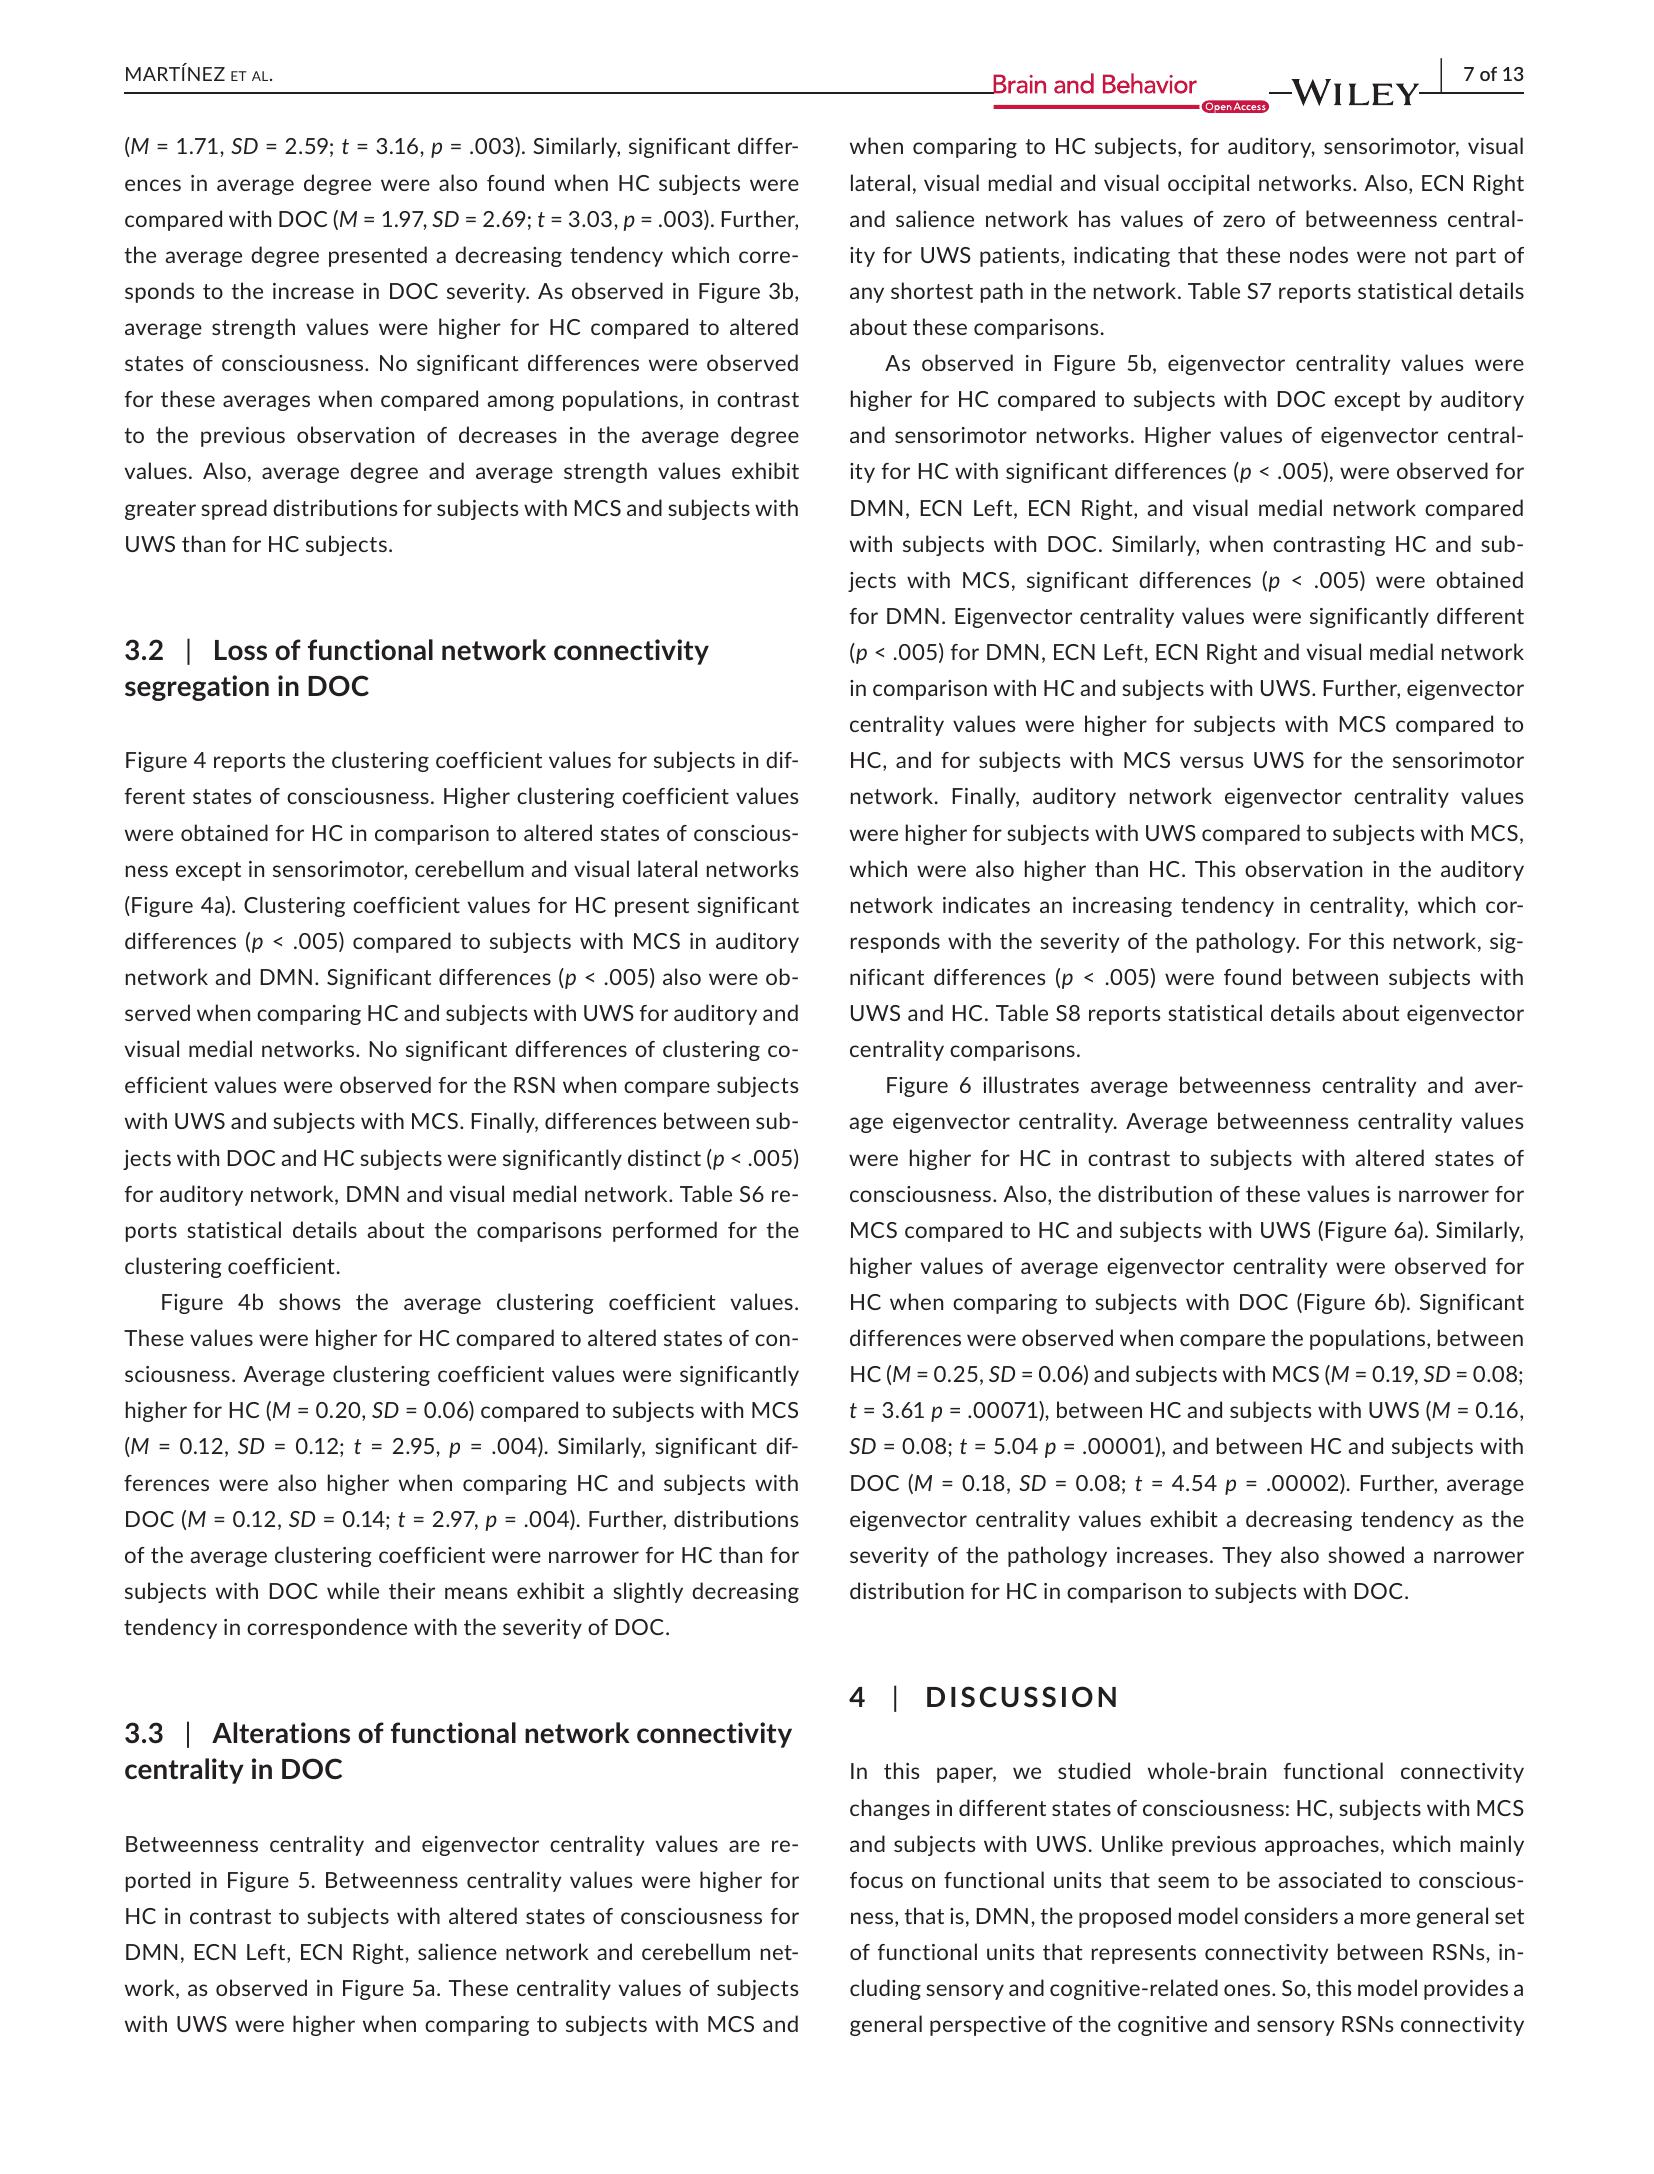 MARTÍNEZ ET AL.
Brain and Behavior
Open Access
WILEY
7 of 13
(M = 1.71, SD = 2.59; t = 3.16, p = .003). Similarly, significant differ-
ences in average degree were also found when HC subjects were
compared with DOC (M = 1.97, SD = 2.69; t = 3.03, p = .003). Further,
the average degree presented a decreasing tendency which corre-
sponds to the increase in DOC severity. As observed in Figure 3b,
average strength values were higher for HC compared to altered
states of consciousness. No significant differences were observed
for these averages when compared among populations, in contrast
to the previous observation of decreases in the average degree
values. Also, average degree and average strength values exhibit
greater spread distributions for subjects with MCS and subjects with
UWS than for HC subjects.
3.2 | Loss of functional network connectivity
segregation in DOC
Figure 4 reports the clustering coefficient values for subjects in dif-
ferent states of consciousness. Higher clustering coefficient values
were obtained for HC in comparison to altered states of conscious-
ness except in sensorimotor, cerebellum and visual lateral networks
(Figure 4a). Clustering coefficient values for HC present significant
differences (p < .005) compared to subjects with MCS in auditory
network and DMN. Significant differences (p < .005) also were ob-
served when comparing HC and subjects with UWS for auditory and
visual medial networks. No significant differences of clustering co-
efficient values were observed for the RSN when compare subjects
with UWS and subjects with MCS. Finally, differences between sub-
jects with DOC and HC subjects were significantly distinct (p < .005)
for auditory network, DMN and visual medial network. Table S6 re-
ports statistical details about the comparisons performed for the
clustering coefficient.
Figure 4b shows the average clustering coefficient values.
These values were higher for HC compared to altered states of con-
sciousness. Average clustering coefficient values were significantly
higher for HC (M = 0.20, SD = 0.06) compared to subjects with MCS
(M = 0.12, SD = 0.12; t = 2.95, p = .004). Similarly, significant dif-
ferences were also higher when comparing HC and subjects with
DOC (M = 0.12, SD = 0.14; t = 2.97, p = .004). Further, distributions
of the average clustering coefficient were narrower for HC than for
subjects with DOC while their means exhibit a slightly decreasing
tendency in correspondence with the severity of DOC.
3.3 | Alterations of functional network connectivity
centrality in DOC
Betweenness centrality and eigenvector centrality values are re-
ported in Figure 5. Betweenness centrality values were higher for
HC in contrast to subjects with altered states of consciousness for
DMN, ECN Left, ECN Right, salience network and cerebellum net-
work, as observed in Figure 5a. These centrality values of subjects
with UWS were higher when comparing to subjects with MCS and
when comparing to HC subjects, for auditory, sensorimotor, visual
lateral, visual medial and visual occipital networks. Also, ECN Right
and salience network has values of zero of betweenness central-
ity for UWS patients, indicating that these nodes were not part of
any shortest path in the network. Table S7 reports statistical details
about these comparisons.
As observed in Figure 5b, eigenvector centrality values were
higher for HC compared to subjects with DOC except by auditory
and sensorimotor networks. Higher values of eigenvector central-
ity for HC with significant differences (p < .005), were observed for
DMN, ECN Left, ECN Right, and visual medial network compared
with subjects with DOC. Similarly, when contrasting HC and sub-
jects with MCS, significant differences (p < .005) were obtained
for DMN. Eigenvector centrality values were significantly different
(p < .005) for DMN, ECN Left, ECN Right and visual medial network
in comparison with HC and subjects with UWS. Further, eigenvector
centrality values were higher for subjects with MCS compared to
HC, and for subjects with MCS versus UWS for the sensorimotor
network. Finally, auditory network eigenvector centrality values
were higher for subjects with UWS compared to subjects with MCS,
which were also higher than HC. This observation in the auditory
network indicates an increasing tendency in centrality, which cor-
responds with the severity of the pathology. For this network, sig-
nificant differences (p < .005) were found between subjects with
UWS and HC. Table S8 reports statistical details about eigenvector
centrality comparisons.
Figure 6 illustrates average betweenness centrality and aver-
age eigenvector centrality. Average betweenness centrality values
were higher for HC in contrast to subjects with altered states of
consciousness. Also, the distribution of these values is narrower for
MCS compared to HC and subjects with UWS (Figure 6a). Similarly,
higher values of average eigenvector centrality were observed for
HC when comparing to subjects with DOC (Figure 6b). Significant
differences were observed when compare the populations, between
HC (M = 0.25, SD = 0.06) and subjects with MCS (M = 0.19, SD = 0.08;
t = 3.61 p = .00071), between HC and subjects with UWS (M = 0.16,
SD = 0.08; t = 5.04 p = .00001), and between HC and subjects with
DOC (M = 0.18, SD = 0.08; t = 4.54 p = .00002). Further, average
eigenvector centrality values exhibit a decreasing tendency as the
severity of the pathology increases. They also showed a narrower
distribution for HC in comparison to subjects with DOC.
4 | DISCUSSION
In this paper, we studied whole-brain functional connectivity
changes in different states of consciousness: HC, subjects with MCS
and subjects with UWS. Unlike previous approaches, which mainly
focus on functional units that seem to be associated to conscious-
ness, that is, DMN, the proposed model considers a more general set
of functional units that represents connectivity between RSNs, in-
cluding sensory and cognitive-related ones. So, this model provides a
general perspective of the cognitive and sensory RSNs connectivity